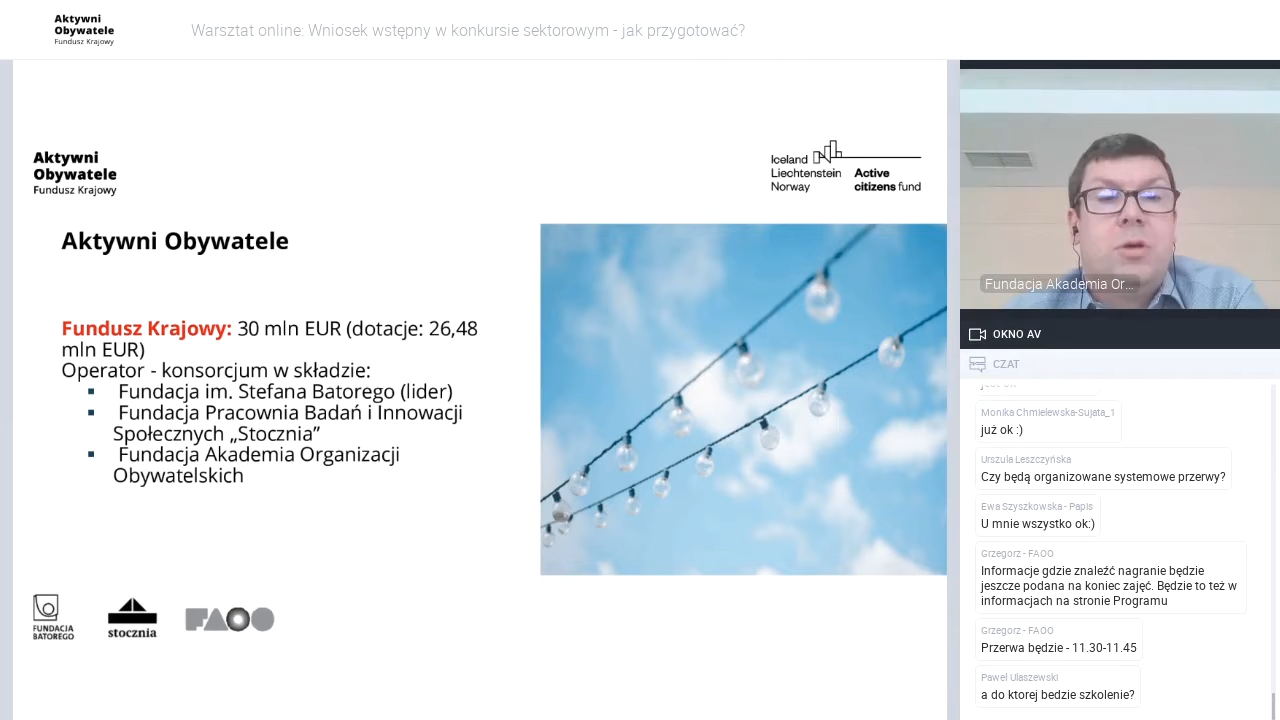 Aktywni
Obywatele
Fundusz Krajowy
Warsztat online: Wniosek wstępny w konkursie sektorowym - jak przygotować?
Aktywni
Obywatele
Fundusz Krajowy
Iceland
Liechtenstein
Norway
Active
citizens fund
Aktywni Obywatele
Fundusz Krajowy: 30 mln EUR (dotacje: 26,48
mln EUR)
Operator - konsorcjum w składzie:
Fundacja im. Stefana Batorego (lider)
Fundacja Pracownia Badań i Innowacji
Społecznych „Stocznia”
Fundacja Akademia Organizacji
Obywatelskich
FUNDACJA
BATOREGO
stocznia
FAOO
Fundacja Akademia Or...
OKNO AV
CZAT
Monika Chmielewska-Sujata_1
już ok :)
Urszula Leszczyńska
Czy będą organizowane systemowe przerwy?
Ewa Szyszkowska - Papis
U mnie wszystko ok:)
Grzegorz - FAOO
Informacje gdzie znaleźć nagranie będzie
jeszcze podana na koniec zajęć. Będzie to też w
informacjach na stronie Programu
Grzegorz - FAOO
Przerwa będzie - 11.30-11.45
Paweł Ulaszewski
a do ktorej bedzie szkolenie?